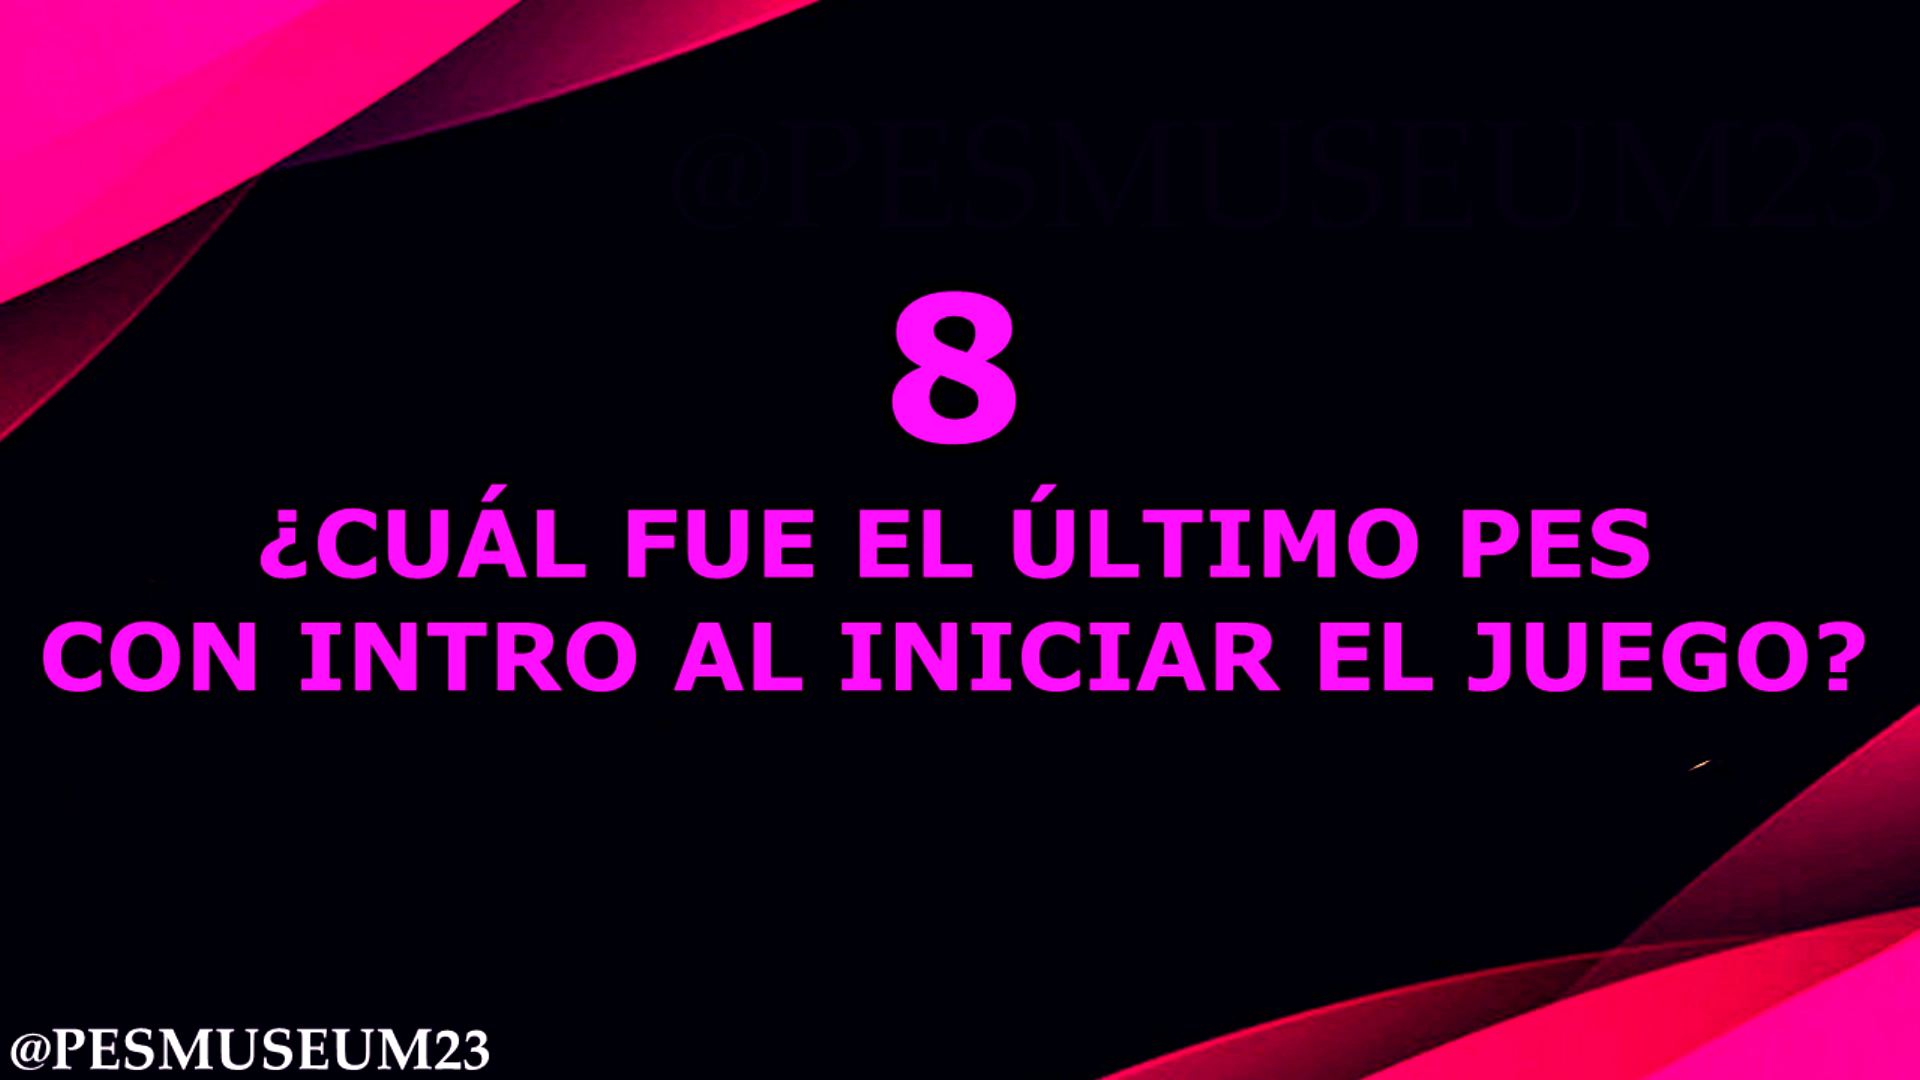 @PESMUSEUM23
8
¿CUÁL FUE EL ÚLTIMO PES
CON INTRO AL INICIAR EL JUEGO?
@PESMUSEUM23